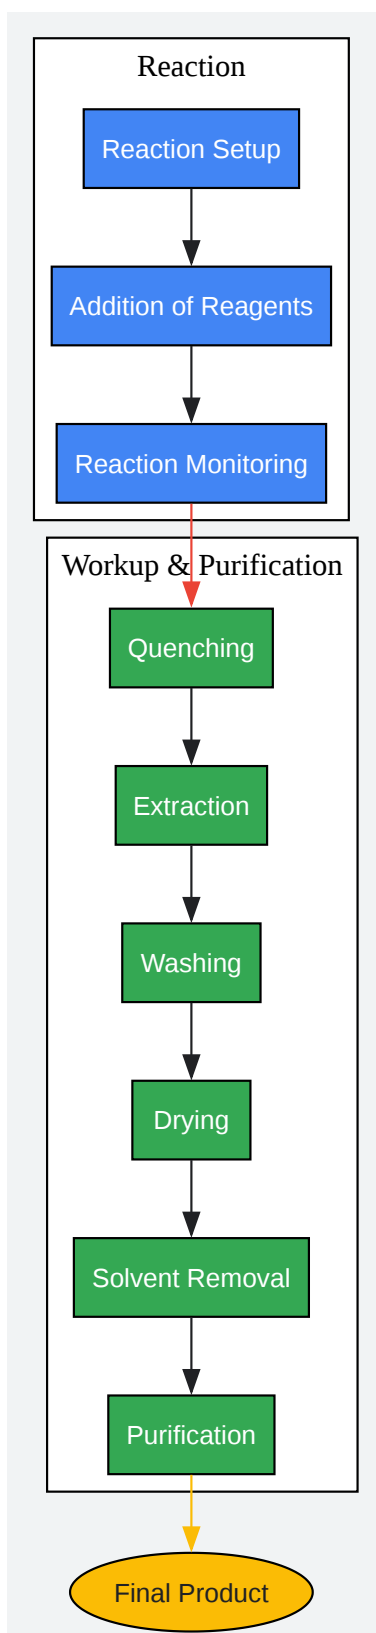 Reaction
Reaction Setup
Addition of Reagents
Reaction Monitoring
Workup & Purification
Quenching
Extraction
Washing
Drying
Solvent Removal
Purification
Final Product